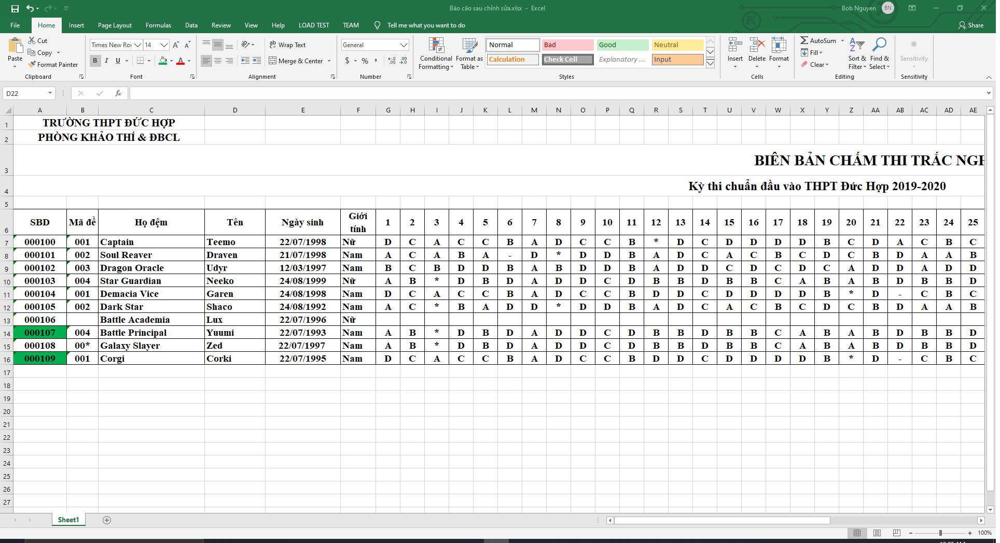 Báo cáo sau chỉnh sửa.xlsx - Excel
Bob Nguyen BN
File Home Insert Page Layout Formulas Data Review View Help LOAD TEST TEAM Tell me what you want to do Share
Paste Cut Copy Format Painter Clipboard
Times New Ro 14 B I U Font
Wrap Text Merge & Center Alignment
General $ % , Number
Conditional Formatting Format as Table
Normal Bad Good Neutral
Calculation Check Cell Explanatory ... Input
Styles
Insert Delete Format Cells
AutoSum Fill Clear Sort & Filter Find & Select Editing
Sensitivity Sensitivity
D22 fx
A B C D E F G H I J K L M N O P Q R S T U V W X Y Z AA AB AC AD AE
1 TRƯỜNG THPT ĐỨC HỢP
2 PHÒNG KHẢO THÍ & ĐBCL
3 BIÊN BẢN CHẤM THI TRẮC NGH
4 Kỳ thi chuẩn đầu vào THPT Đức Hợp 2019-2020
5
6 SBD Mã đề Họ đệm Tên Ngày sinh Giới tính 1 2 3 4 5 6 7 8 9 10 11 12 13 14 15 16 17 18 19 20 21 22 23 24 25
7 000100 001 Captain Teemo 22/07/1998 Nữ D C A C C B A D C C B * D C D D D D B C D A C B C
8 000101 002 Soul Reaver Draven 21/07/1998 Nam A C A B A - D * D D B A D C A C B C D C B D A A B
9 000102 003 Dragon Oracle Udyr 12/03/1997 Nam B C B D D B A B D D B A D D C D C D C A D D A D D
10 000103 004 Star Guardian Neeko 24/08/1999 Nữ A B * D B D A D D C D B B D B B C A B A B D B B D
11 000104 001 Demacia Vice Garen 24/08/1998 Nam D C A C C B A D C C B D D C D D D D B * D - C B C
12 000105 002 Dark Star Shaco 24/08/1992 Nam A C * B A D D * D D B A D C A C B C D C B D A A B
13 000106 Battle Academia Lux 22/07/1996 Nữ
14 000107 004 Battle Principal Yuumi 22/07/1993 Nam A B * D B D A D D C D B B D B B C A B A B D B B D
15 000108 00* Galaxy Slayer Zed 22/07/1997 Nam A B * D B D A D D C D B B D B B C A B A B D B B D
16 000109 001 Corgi Corki 22/07/1995 Nam D C A C C B A D C C B D D C D D D D B * D - C B C
17
18
19
20
21
22
23
24
25
26
27
Sheet1
100%